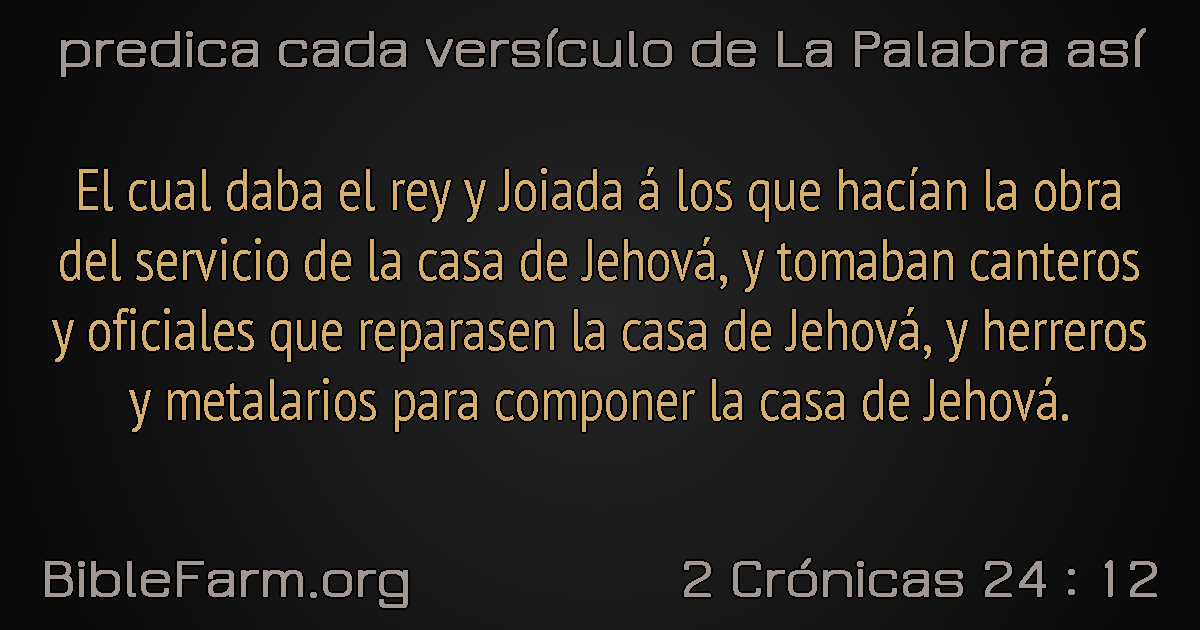 predica cada versículo de La Palabra así
El cual daba el rey y Joiada á los que hacían la obra
del servicio de la casa de Jehová, y tomaban canteros
y oficiales que reparasen la casa de Jehová, y herreros
y metalarios para componer la casa de Jehová.
BibleFarm.org
2 Crónicas 24 : 12